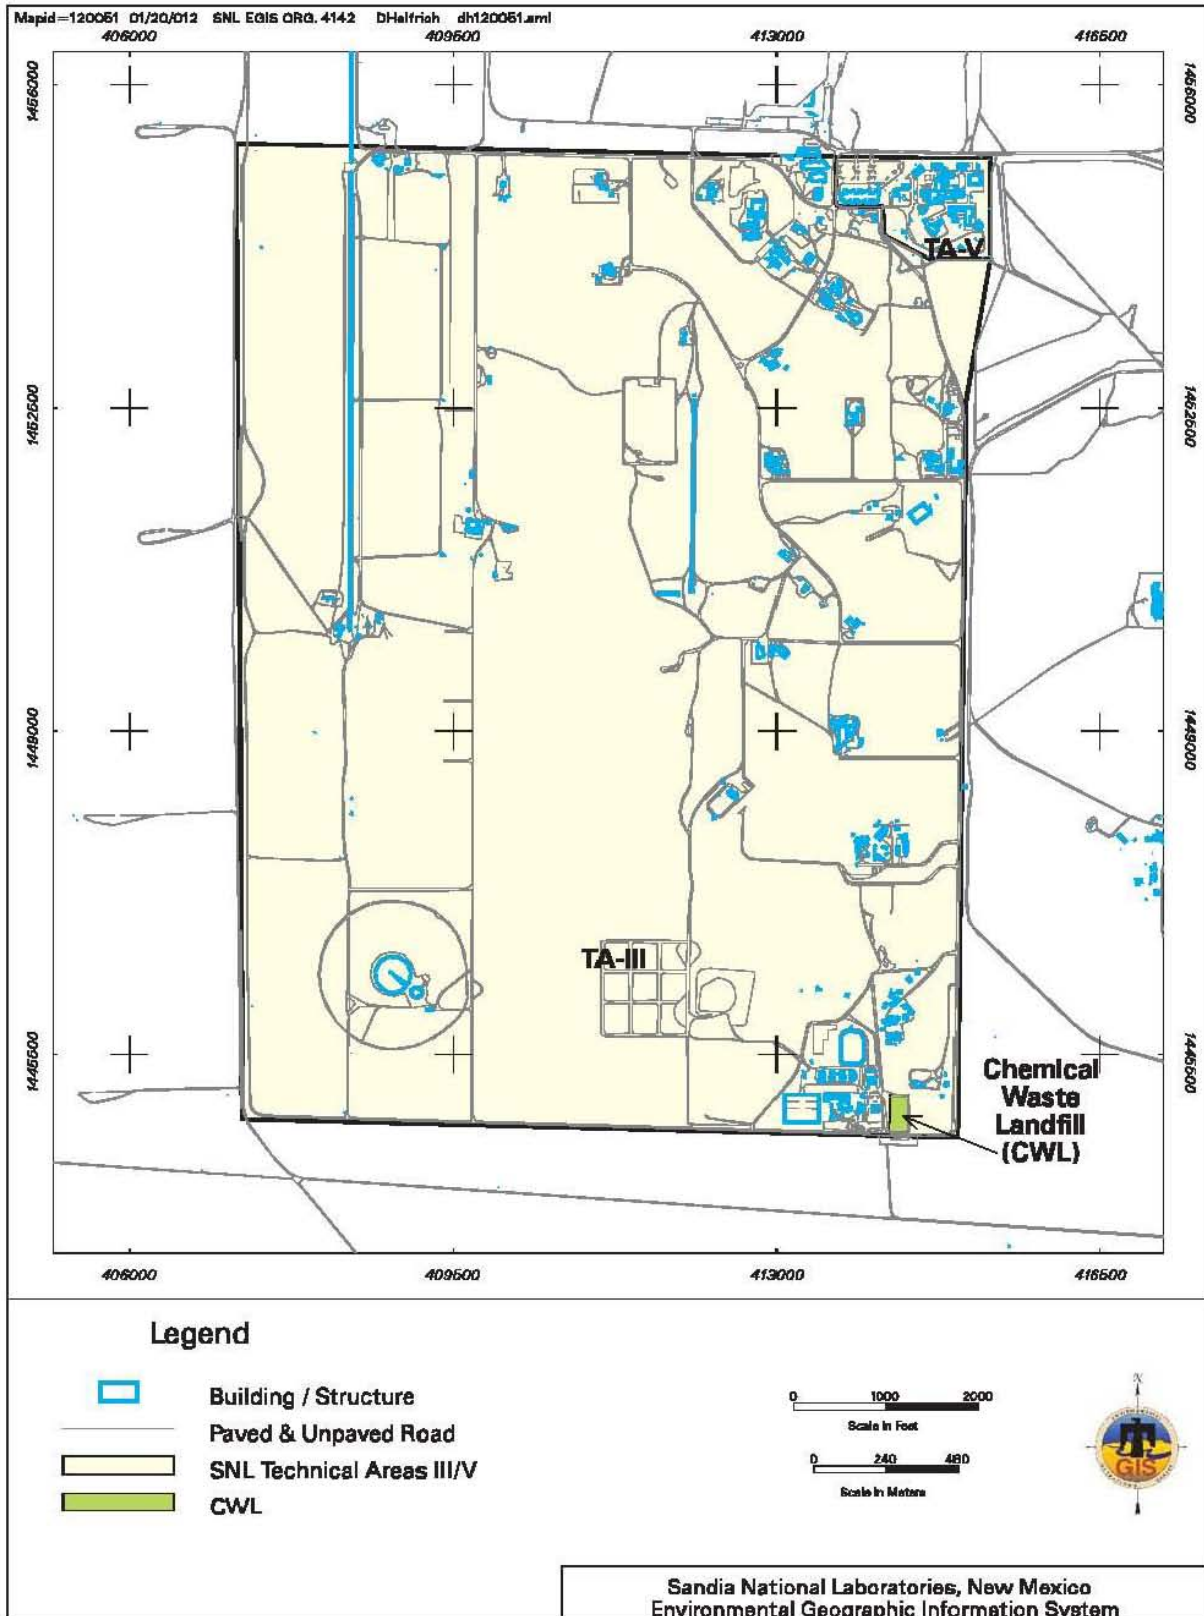 Mapid=120051 01/20/012 SNL EGIS ORG. 4142 DHelfrich dh120051.aml
406000 409500 413000 416500
1456000 1456000
TA-V
1452500 1452500
1449000 1449000
TA-III
1445500 1445500
Chemical
Waste
Landfill
(CWL)
406000 409500 413000 416500
Legend
Building / Structure
Paved & Unpaved Road
SNL Technical Areas III/V
CWL
0 1000 2000
Scale in Feet
0 240 480
Scale in Meters
N
GIS
Sandia National Laboratories, New Mexico
Environmental Geographic Information System